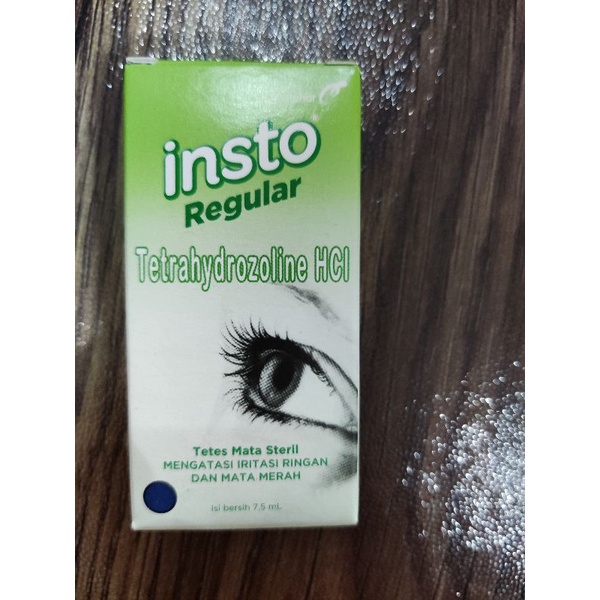 insto
Regular
Tetrahydrozoline HCl
Tetes Mata Steril
MENGATASI IRITASI RINGAN
DAN MATA MERAH
Isi bersih 7,5 mL